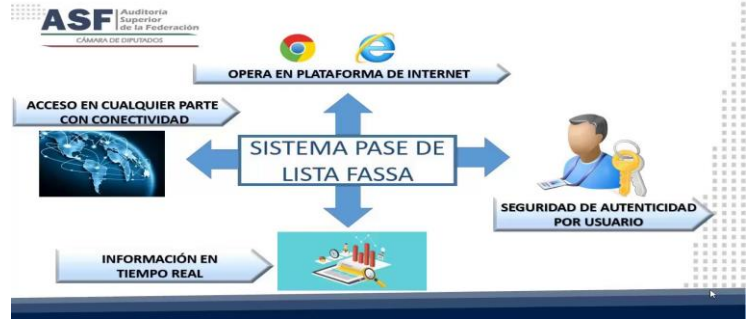 ASF
Auditoría
Superior
de la Federación
CÁMARA DE DIPUTADOS
OPERA EN PLATAFORMA DE INTERNET
ACCESO EN CUALQUIER PARTE
CON CONECTIVIDAD
SISTEMA PASE DE
LISTA FASSA
SEGURIDAD DE AUTENTICIDAD
POR USUARIO
INFORMACIÓN EN
TIEMPO REAL